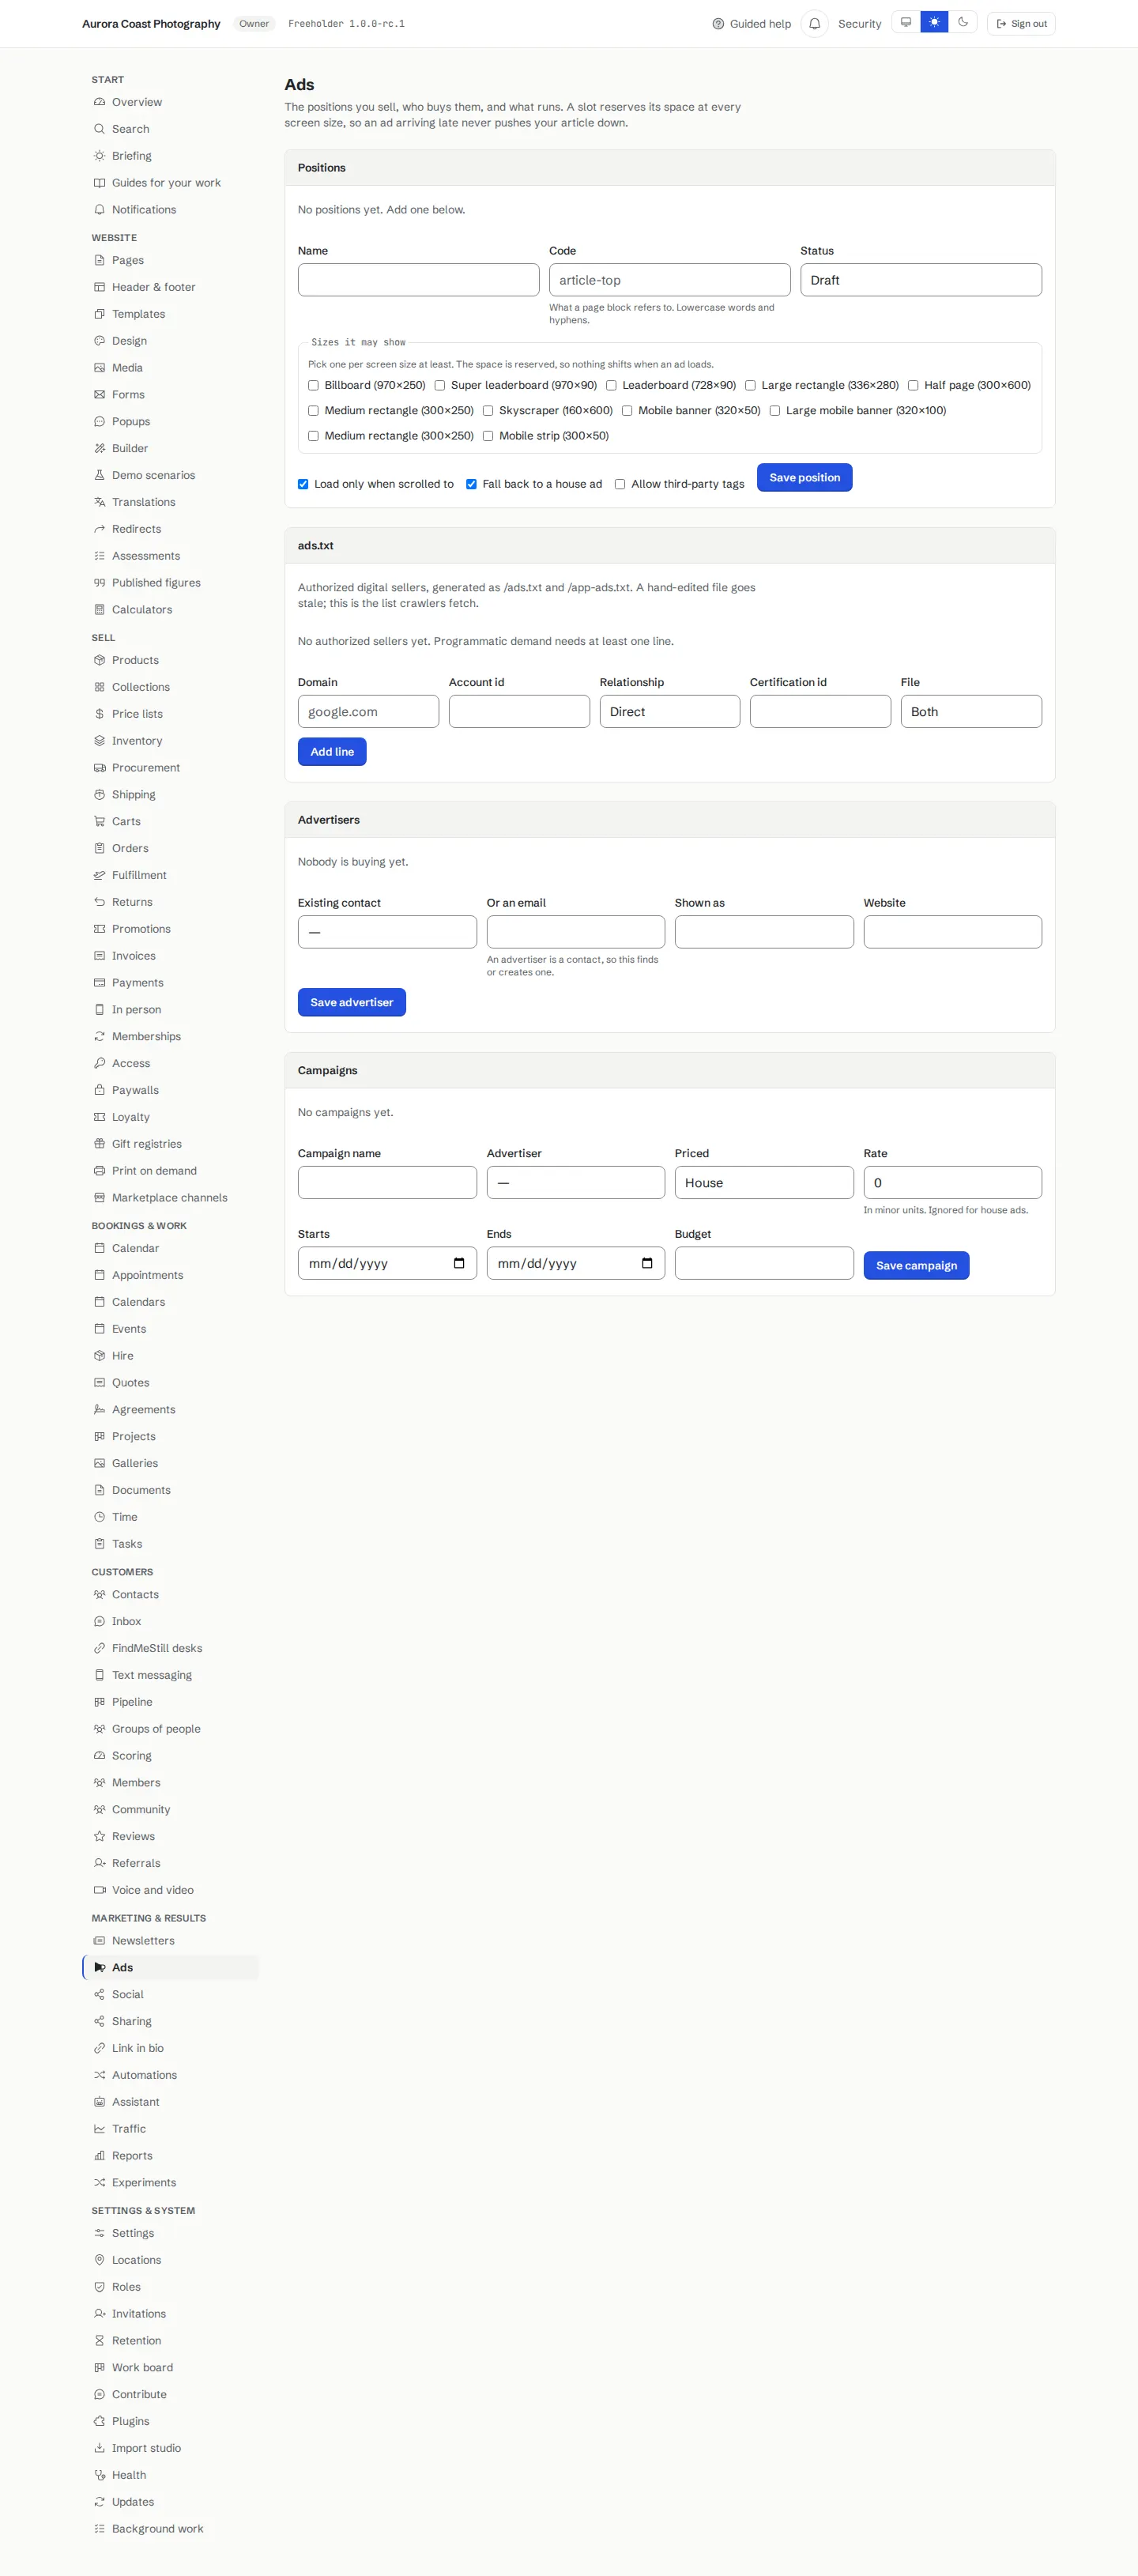 Aurora Coast Photography Owner Freeholder 1.0.0-rc.1 Guided help Security Sign out
START
Overview
Search
Briefing
Guides for your work
Notifications
WEBSITE
Pages
Header & footer
Templates
Design
Media
Forms
Popups
Builder
Demo scenarios
Translations
Redirects
Assessments
Published figures
Calculators
SELL
Products
Collections
Price lists
Inventory
Procurement
Shipping
Carts
Orders
Fulfillment
Returns
Promotions
Invoices
Payments
In person
Memberships
Access
Paywalls
Loyalty
Gift registries
Print on demand
Marketplace channels
BOOKINGS & WORK
Calendar
Appointments
Calendars
Events
Hire
Quotes
Agreements
Projects
Galleries
Documents
Time
Tasks
CUSTOMERS
Contacts
Inbox
FindMeStill desks
Text messaging
Pipeline
Groups of people
Scoring
Members
Community
Reviews
Referrals
Voice and video
MARKETING & RESULTS
Newsletters
Ads
Social
Sharing
Link in bio
Automations
Assistant
Traffic
Reports
Experiments
SETTINGS & SYSTEM
Settings
Locations
Roles
Invitations
Retention
Work board
Contribute
Plugins
Import studio
Health
Updates
Background work
Ads
The positions you sell, who buys them, and what runs. A slot reserves its space at every
screen size, so an ad arriving late never pushes your article down.
Positions
No positions yet. Add one below.
Name Code Status
article-top Draft
What a page block refers to. Lowercase words and
hyphens.
Sizes it may show
Pick one per screen size at least. The space is reserved, so nothing shifts when an ad loads.
Billboard (970×250) Super leaderboard (970×90) Leaderboard (728×90) Large rectangle (336×280) Half page (300×600)
Medium rectangle (300×250) Skyscraper (160×600) Mobile banner (320×50) Large mobile banner (320×100)
Medium rectangle (300×250) Mobile strip (300×50)
Load only when scrolled to Fall back to a house ad Allow third-party tags Save position
ads.txt
Authorized digital sellers, generated as /ads.txt and /app-ads.txt. A hand-edited file goes
stale; this is the list crawlers fetch.
No authorized sellers yet. Programmatic demand needs at least one line.
Domain Account id Relationship Certification id File
google.com Direct Both
Add line
Advertisers
Nobody is buying yet.
Existing contact Or an email Shown as Website
—
An advertiser is a contact, so this finds
or creates one.
Save advertiser
Campaigns
No campaigns yet.
Campaign name Advertiser Priced Rate
— House 0
In minor units. Ignored for house ads.
Starts Ends Budget
mm/dd/yyyy mm/dd/yyyy Save campaign